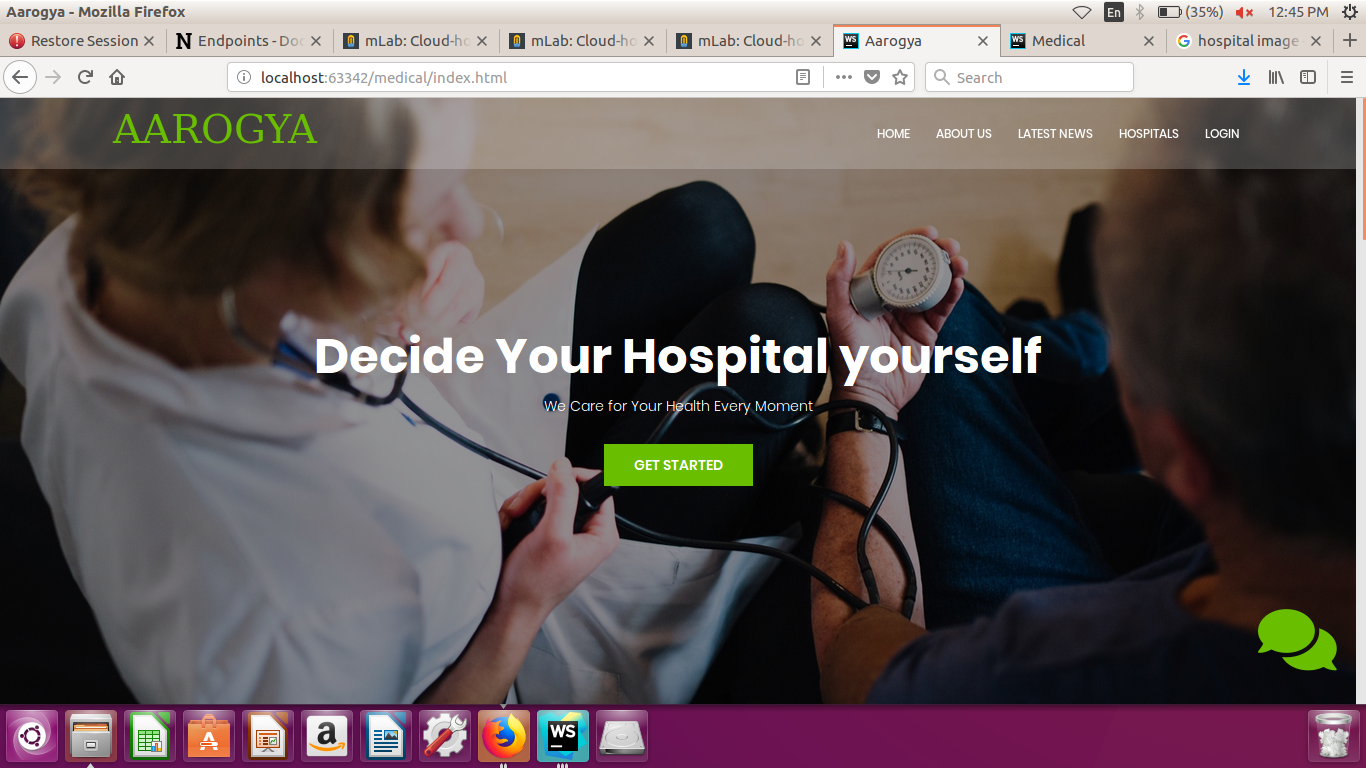 Aarogya - Mozilla Firefox
En
(35%)
12:45 PM
Restore Session
N Endpoints - Doc
mLab: Cloud-ho
mLab: Cloud-ho
mLab: Cloud-ho
WS Aarogya
WS Medical
G hospital image -
localhost:63342/medical/index.html
Search
AAROGYA
HOME
ABOUT US
LATEST NEWS
HOSPITALS
LOGIN
Decide Your Hospital yourself
We Care for Your Health Every Moment
GET STARTED
A
a
WS